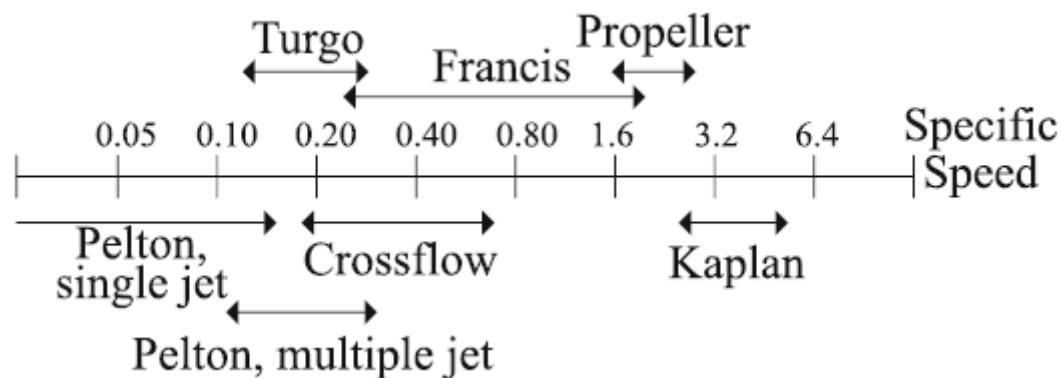 Turgo
Propeller
Francis
0.05 0.10 0.20 0.40 0.80 1.6 3.2 6.4 Specific
Speed
Pelton,
single jet
Crossflow
Kaplan
Pelton, multiple jet